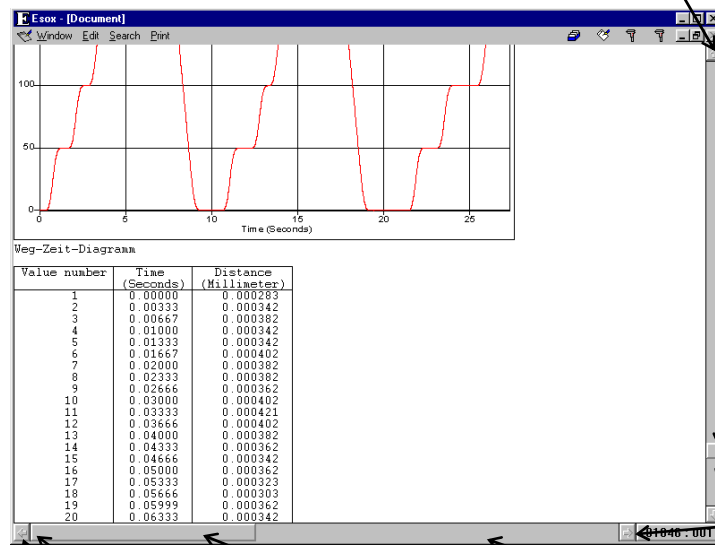 Esox - [Document]
Window Edit Search Print
100
50
0
0 5 10 15 20 25
Time (Seconds)
Weg-Zeit-Diagramm
Value number Time Distance
(Seconds) (Millimeter)
1 0.00000 0.000283
2 0.00333 0.000342
3 0.00667 0.000382
4 0.01000 0.000342
5 0.01333 0.000342
6 0.01667 0.000402
7 0.02000 0.000382
8 0.02333 0.000382
9 0.02666 0.000362
10 0.03000 0.000402
11 0.03333 0.000421
12 0.03666 0.000402
13 0.04000 0.000382
14 0.04333 0.000362
15 0.04666 0.000342
16 0.05000 0.000362
17 0.05333 0.000323
18 0.05666 0.000303
19 0.05999 0.000362
20 0.06333 0.000342
01846 : 001